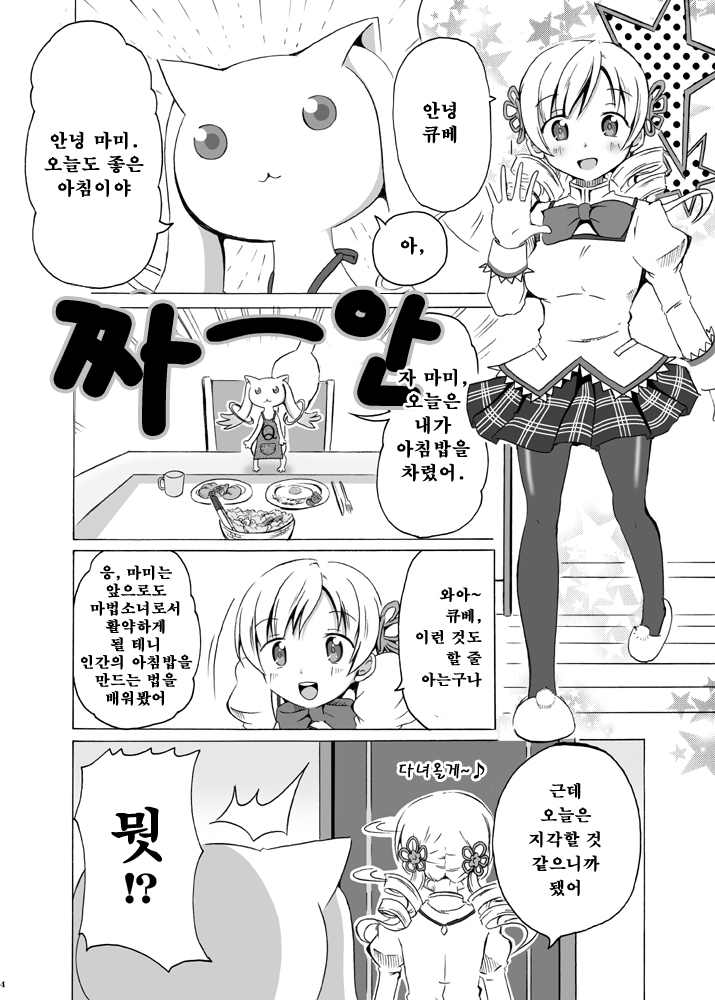 안녕
큐베
안녕 마미.
오늘도 좋은
아침이야
아,
짜ー안
자 마미,
오늘은
내가
아침밥을
차렸어.
와아~
큐베,
이런 것도
할 줄
아는구나
응, 마미는
앞으로도
마법소녀로서
활약하게
될 테니
인간의 아침밥을
만드는 법을
배워봤어
근데
오늘은
지각할 것
같으니까
됐어
다녀올게~♪
뭣
!?
4